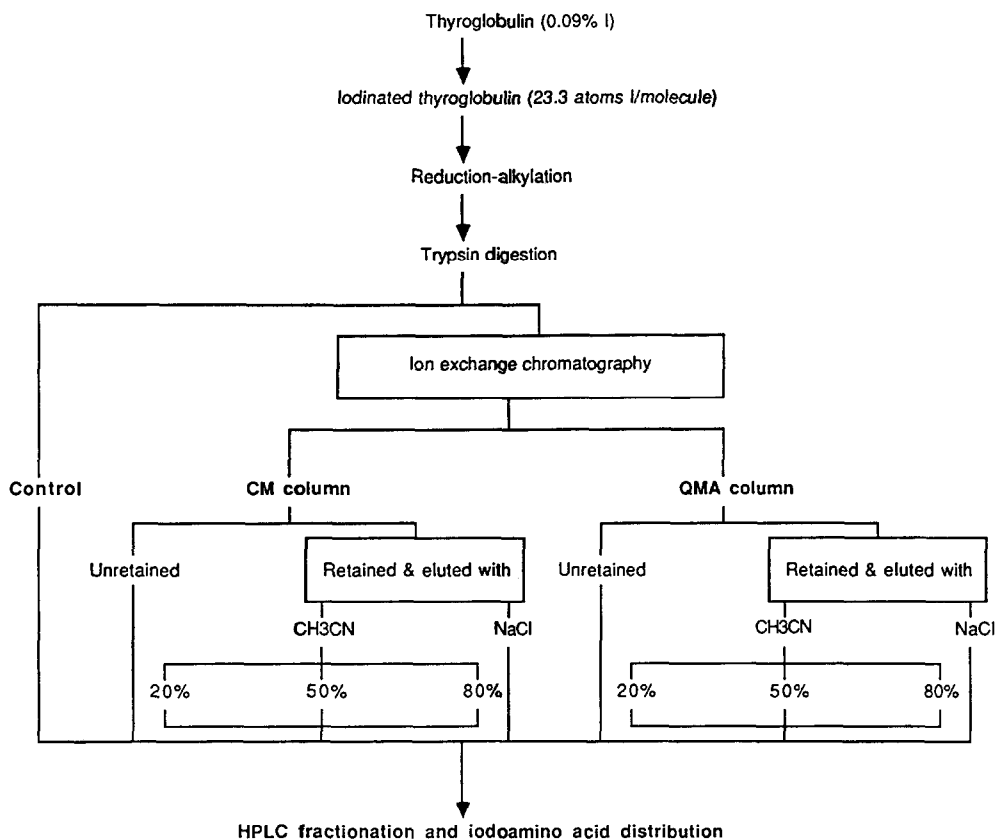 Thyroglobulin (0.09% I)
Iodinated thyroglobulin (23.3 atoms I/molecule)
Reduction-alkylation
Trypsin digestion
Ion exchange chromatography
Control
CM column
QMA column
Unretained
Retained & eluted with
Unretained
Retained & eluted with
CH3CN
NaCl
CH3CN
NaCl
20%
50%
80%
20%
50%
80%
HPLC fractionation and iodoamino acid distribution